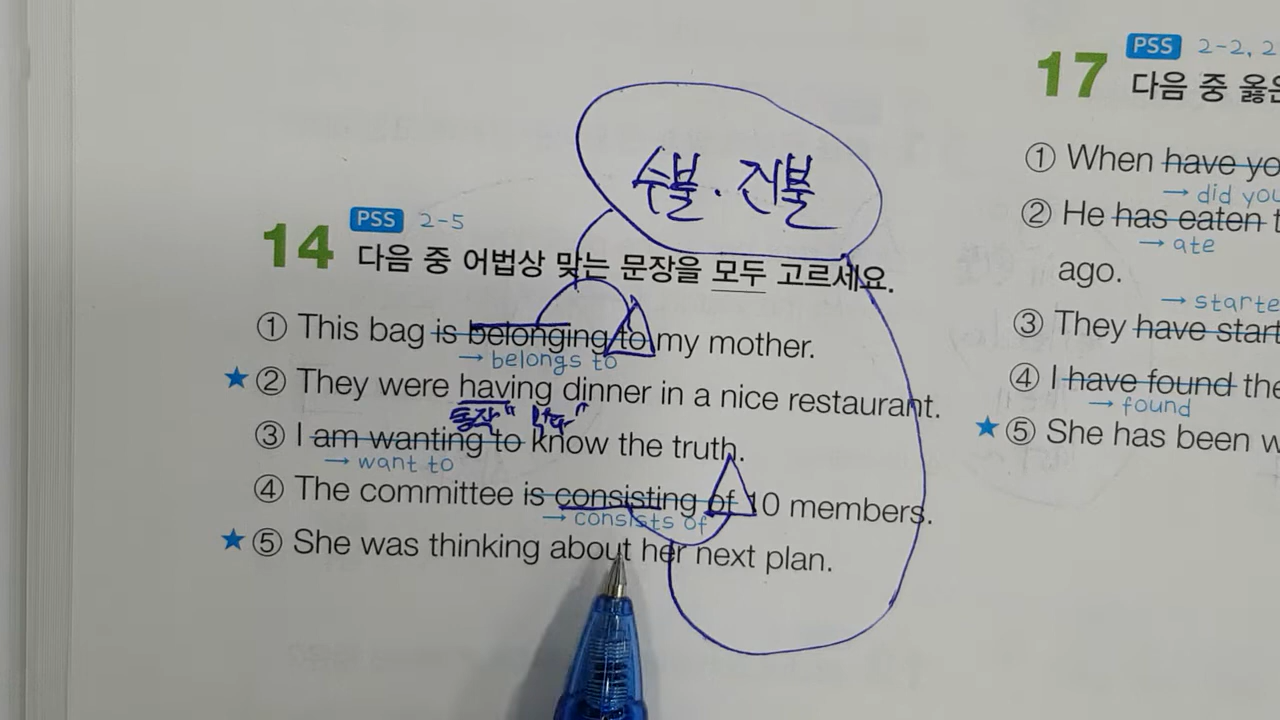 수불. 진불
PSS 2-5
14 다음 중 어법상 맞는 문장을 모두 고르세요.
① This bag is belonging to my mother.
→ belongs to
★ ② They were having dinner in a nice restaurant.
동작"
③ I am wanting to know the truth.
→ want to
④ The committee is consisting of 10 members.
→ consists of
★ ⑤ She was thinking about her next plan.
PSS 2-2, 2
17 다음 중 옳은
① When have yo
→ did you
② He has eaten t
→ ate
ago.
→ starte
③ They have start
④ I have found the
→ found
★ ⑤ She has been w